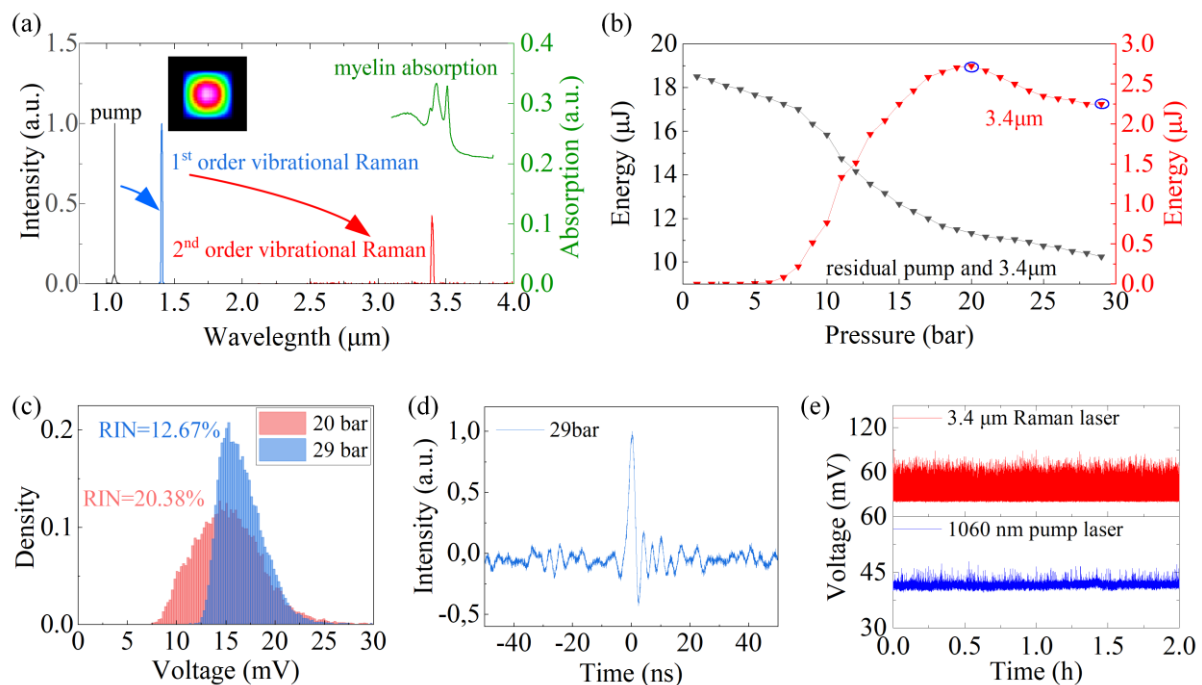 (a)
1.5
1.0
0.5
0.0
Intensity (a.u.)
pump
myelin absorption
1st order vibrational Raman
2nd order vibrational Raman
0.4
0.3
0.2
0.1
0.0
Absorption (a.u.)
1.0 1.5 2.0 2.5 3.0 3.5 4.0
Wavelegnth (μm)
(b)
20
18
16
14
12
10
Energy (μJ)
3.4μm
residual pump and 3.4μm
3.0
2.5
2.0
1.5
1.0
0.5
0.0
Energy (μJ)
0 5 10 15 20 25 30
Pressure (bar)
(c)
0.2
0.1
0.0
Density
RIN=12.67%
RIN=20.38%
20 bar
29 bar
0 5 10 15 20 25 30
Voltage (mV)
(d)
1,0
0,5
0,0
-0,5
Intensity (a.u.)
29bar
-40 -20 0 20 40
Time (ns)
(e)
120
60
60
45
30
Voltage (mV)
3.4 μm Raman laser
1060 nm pump laser
0.0 0.5 1.0 1.5 2.0
Time (h)